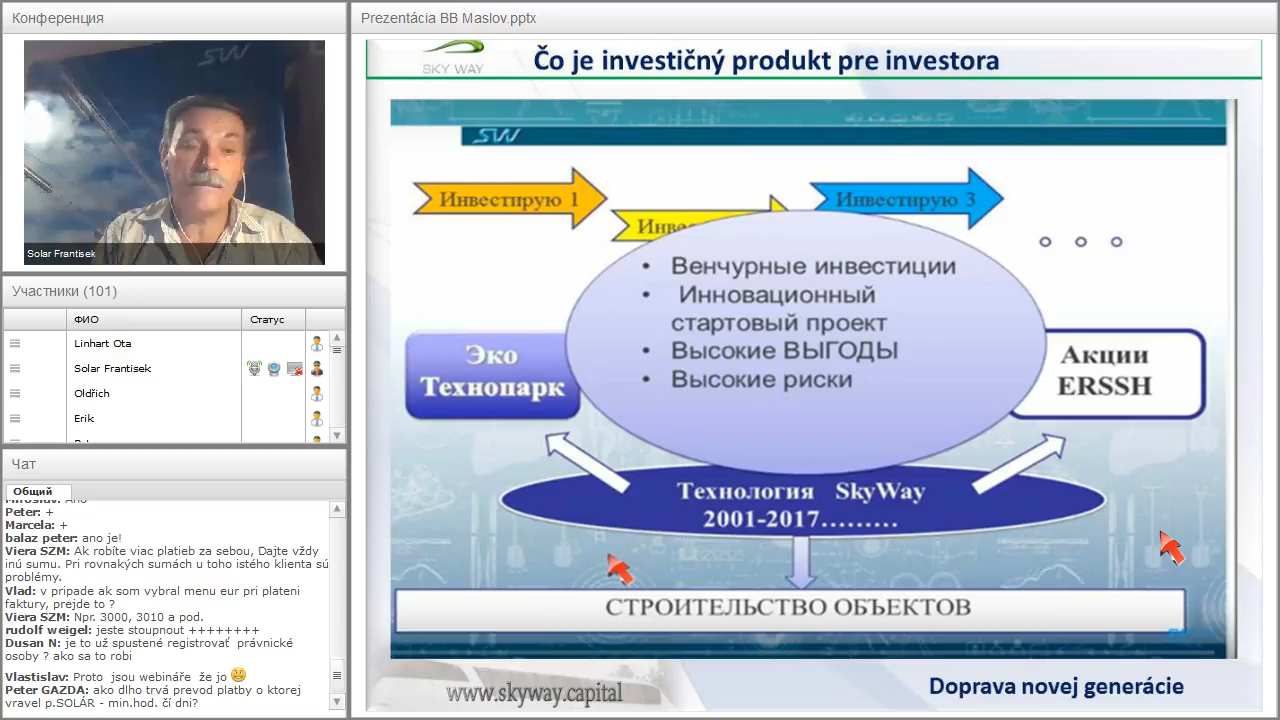 Конференция
Solar Frantisek
Участники (101)
ФИО
Статус
Linhart Ota
Solar Frantisek
Oldřich
Erik
Чат
Общий
Peter: +
Marcela: +
balaz peter: ano je!
Viera SZM: Ak robíte viac platieb za sebou, Dajte vždy
inú sumu. Pri rovnakých sumách u toho istého klienta sú
problémy.
Vlad: v pripade ak som vybral menu eur pri plateni
faktury, prejde to ?
Viera SZM: Npr. 3000, 3010 a pod.
rudolf weigel: jeste stoupnout ++++++++
Dusan N: je to už spustené registrovať právnické
osoby ? ako sa to robi
Vlastislav: Proto jsou webináře že jo
Peter GAZDA: ako dlho trvá prevod platby o ktorej
vravel p.SOLÁR - min.hod. čí dni?
Prezentácia BB Maslov.pptx
SKY WAY
Čo je investičný produkt pre investora
SW
Инвестирую 1
Инвестирую 3
• Венчурные инвестиции
• Инновационный
стартовый проект
• Высокие ВЫГОДЫ
• Высокие риски
Эко
Технопарк
Акции
ERSSH
Технология SkyWay
2001-2017.........
СТРОИТЕЛЬСТВО ОБЪЕКТОВ
www.skyway.capital
Doprava novej generácie